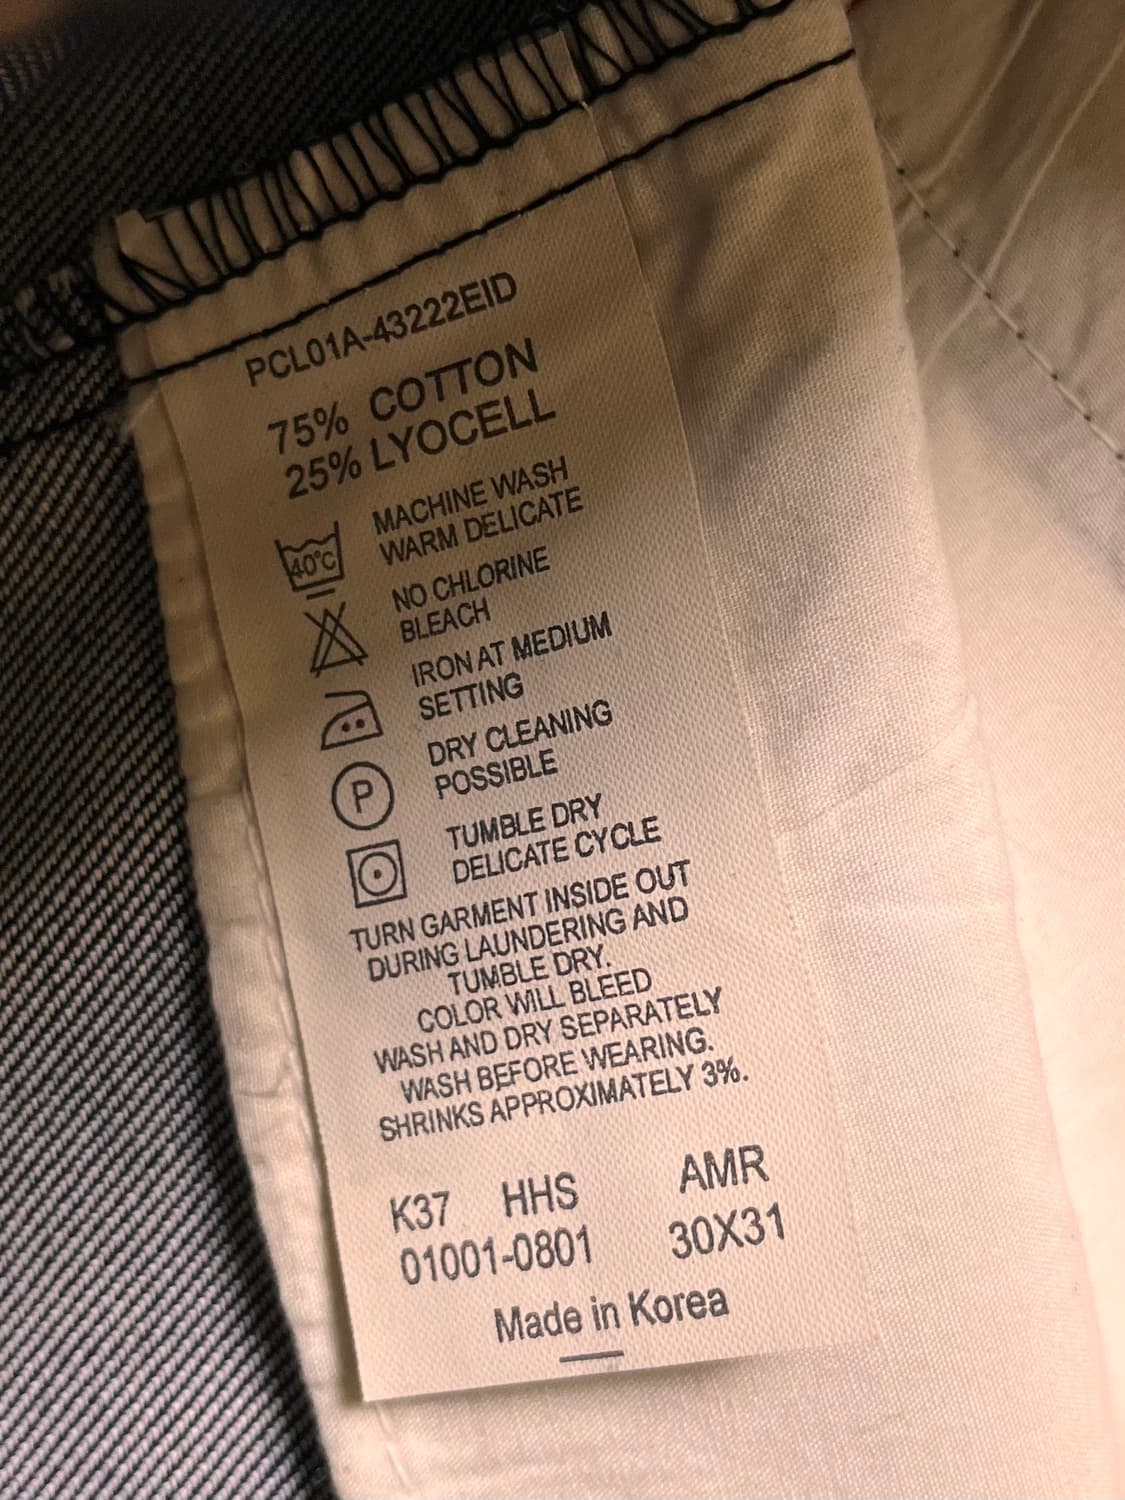 PCL01A-43222EID
75% COTTON
25% LYOCELL
40°C
MACHINE WASH
WARM DELICATE
NO CHLORINE
BLEACH
IRON AT MEDIUM
SETTING
P
DRY CLEANING
POSSIBLE
TUMBLE DRY
DELICATE CYCLE
TURN GARMENT INSIDE OUT
DURING LAUNDERING AND
TUMBLE DRY.
COLOR WILL BLEED
WASH AND DRY SEPARATELY
WASH BEFORE WEARING.
SHRINKS APPROXIMATELY 3%.
K37 HHS AMR
01001-0801 30X31
Made in Korea